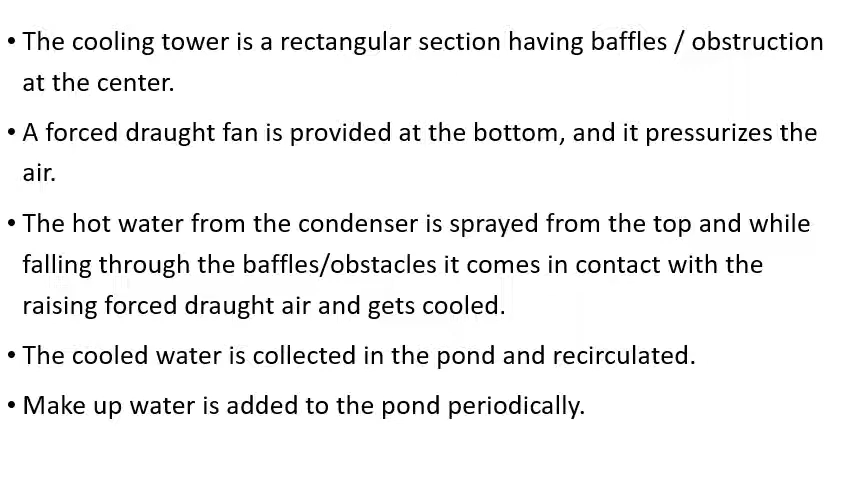 • The cooling tower is a rectangular section having baffles / obstruction
at the center.
• A forced draught fan is provided at the bottom, and it pressurizes the
air.
• The hot water from the condenser is sprayed from the top and while
falling through the baffles/obstacles it comes in contact with the
raising forced draught air and gets cooled.
• The cooled water is collected in the pond and recirculated.
• Make up water is added to the pond periodically.